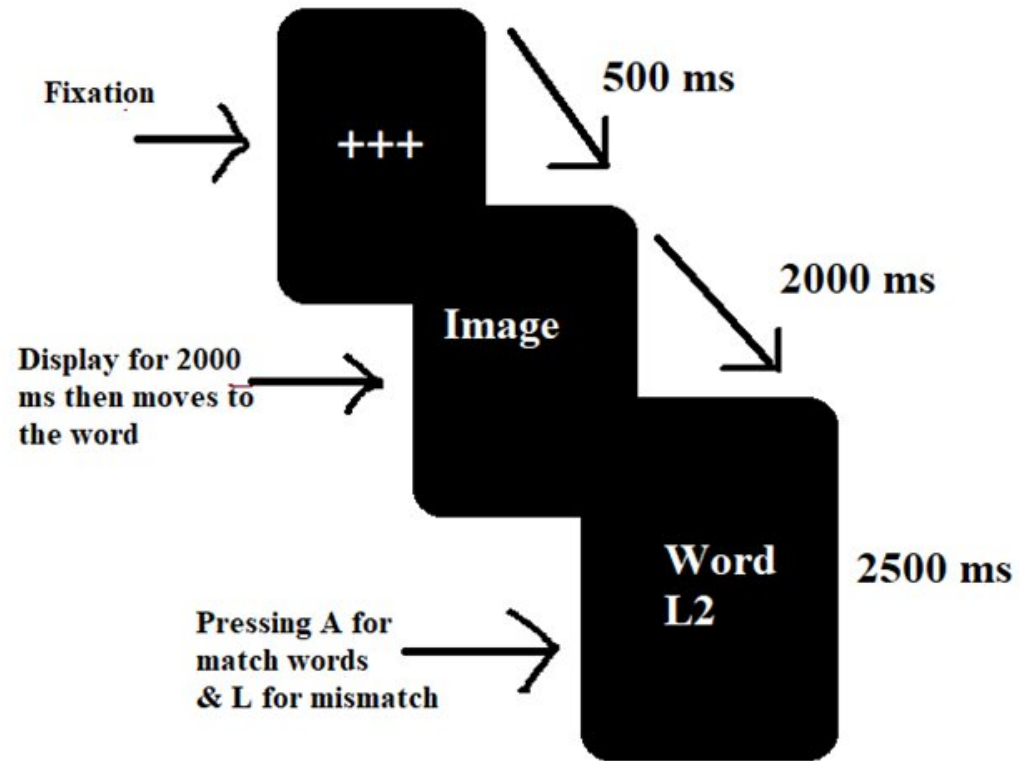 Fixation
+++
500 ms
Image
2000 ms
Display for 2000
ms then moves to
the word
Word
L2
2500 ms
Pressing A for
match words
& L for mismatch